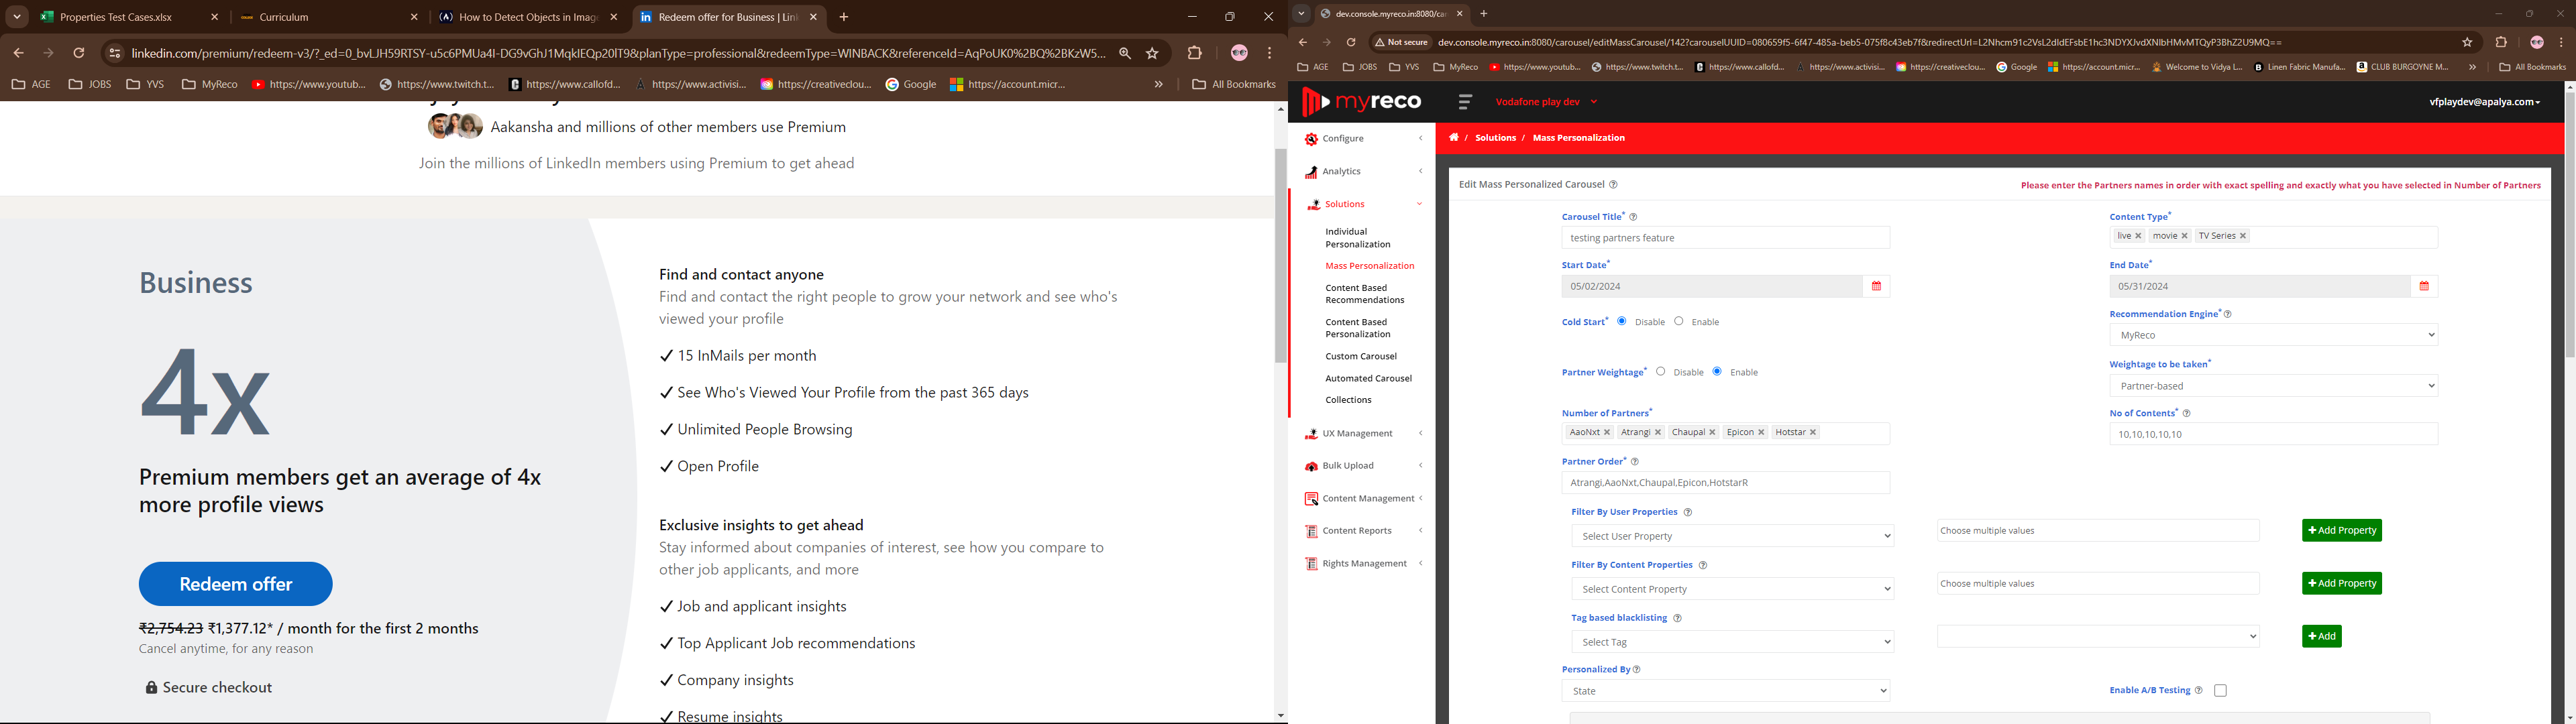 Properties Test Cases.xlsx
Curriculum
How to Detect Objects in Imag
Redeem offer for Business | Lin
linkedin.com/premium/redeem-v3/?_ed=0_bvLJH59RTSY-u5c6PMUa4I-DG9vGhJ1MqklEQp20lT9&planType=professional&redeemType=WINBACK&referenceId=AqPoUK0%2BQ%2BKzW5...
AGE
JOBS
YVS
MyReco
https://www.youtub...
https://www.twitch.t...
https://www.callofd...
https://www.activisi...
https://creativeclou...
Google
https://account.micr...
All Bookmarks
Aakansha and millions of other members use Premium
Join the millions of LinkedIn members using Premium to get ahead
Business
4x
Premium members get an average of 4x
more profile views
Redeem offer
₹2,754.23 ₹1,377.12* / month for the first 2 months
Cancel anytime, for any reason
Secure checkout
Find and contact anyone
Find and contact the right people to grow your network and see who's
viewed your profile
15 InMails per month
See Who's Viewed Your Profile from the past 365 days
Unlimited People Browsing
Open Profile
Exclusive insights to get ahead
Stay informed about companies of interest, see how you compare to
other job applicants, and more
Job and applicant insights
Top Applicant Job recommendations
Company insights
Resume insights
dev.console.myreco.in:8080/ca
Not secure
dev.console.myreco.in:8080/carousel/editMassCarousel/142?carouselUUID=080659f5-6f47-485a-beb5-075f8c43eb7f&redirectUrl=L2Nhcm91c2VsL2dldEFsbE1hc3NDYXJvdXNlbHMvMTQyP3BhZ2U9MQ==
AGE
JOBS
YVS
MyReco
https://www.youtub...
https://www.twitch.t...
https://www.callofd...
https://www.activisi...
https://creativeclou...
Google
https://account.micr...
Welcome to Vidya L...
Linen Fabric Manufa...
CLUB BURGOYNE M...
All Bookmarks
myreco
Vodafone play dev
vfplaydev@apalya.com
/ Solutions / Mass Personalization
Configure
Analytics
Solutions
Individual
Personalization
Mass Personalization
Content Based
Recommendations
Content Based
Personalization
Custom Carousel
Automated Carousel
Collections
UX Management
Bulk Upload
Content Management
Content Reports
Rights Management
Edit Mass Personalized Carousel
Please enter the Partners names in order with exact spelling and exactly what you have selected in Number of Partners
Carousel Title*
testing partners feature
Content Type*
live
movie
TV Series
Start Date*
05/02/2024
End Date*
05/31/2024
Cold Start*
Disable
Enable
Recommendation Engine*
MyReco
Partner Weightage*
Disable
Enable
Weightage to be taken*
Partner-based
Number of Partners*
AaoNxt
Atrangi
Chaupal
Epicon
Hotstar
No of Contents*
10,10,10,10,10
Partner Order*
Atrangi,AaoNxt,Chaupal,Epicon,HotstarR
Filter By User Properties
Select User Property
Choose multiple values
Add Property
Filter By Content Properties
Select Content Property
Choose multiple values
Add Property
Tag based blacklisting
Select Tag
Add
Personalized By
State
Enable A/B Testing